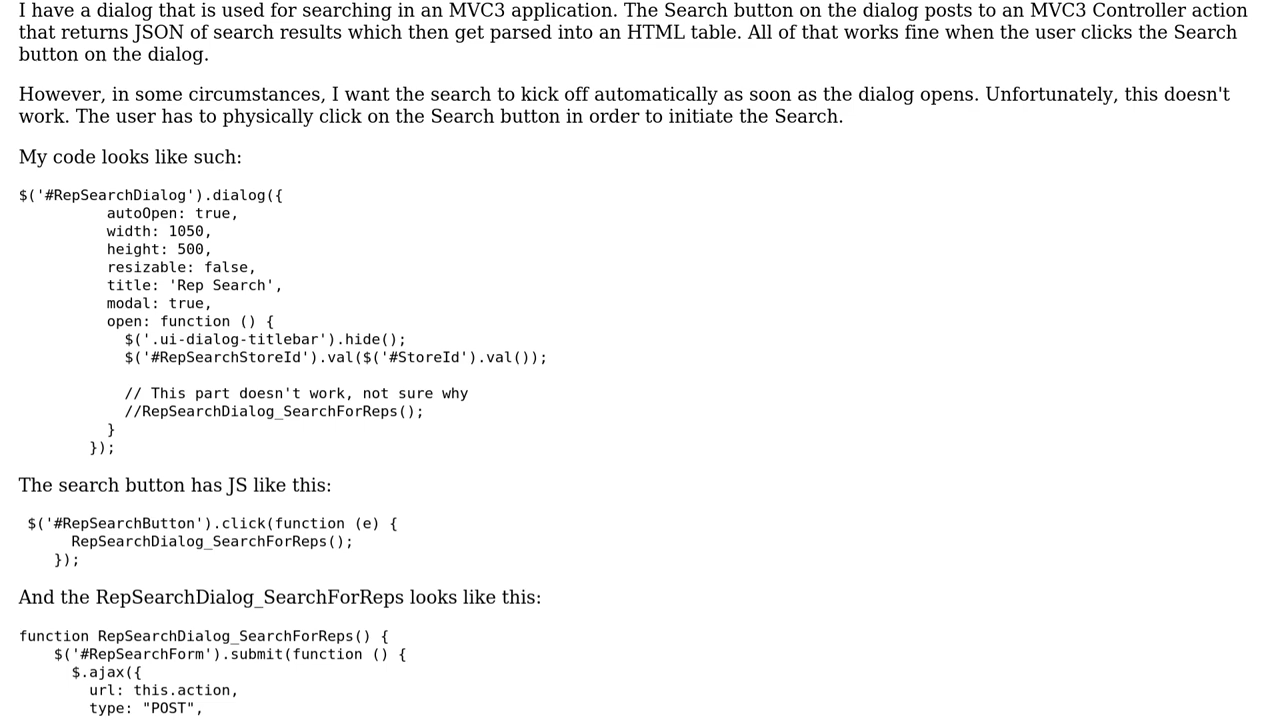 I have a dialog that is used for searching in an MVC3 application. The Search button on the dialog posts to an MVC3 Controller action
that returns JSON of search results which then get parsed into an HTML table. All of that works fine when the user clicks the Search
button on the dialog.
However, in some circumstances, I want the search to kick off automatically as soon as the dialog opens. Unfortunately, this doesn't
work. The user has to physically click on the Search button in order to initiate the Search.
My code looks like such:
$('#RepSearchDialog').dialog({
          autoOpen: true,
          width: 1050,
          height: 500,
          resizable: false,
          title: 'Rep Search',
          modal: true,
          open: function () {
            $('.ui-dialog-titlebar').hide();
            $('#RepSearchStoreId').val($('#StoreId').val());
            // This part doesn't work, not sure why
            //RepSearchDialog_SearchForReps();
          }
        });
The search button has JS like this:
 $('#RepSearchButton').click(function (e) {
      RepSearchDialog_SearchForReps();
    });
And the RepSearchDialog_SearchForReps looks like this:
function RepSearchDialog_SearchForReps() {
    $('#RepSearchForm').submit(function () {
      $.ajax({
        url: this.action,
        type: "POST",